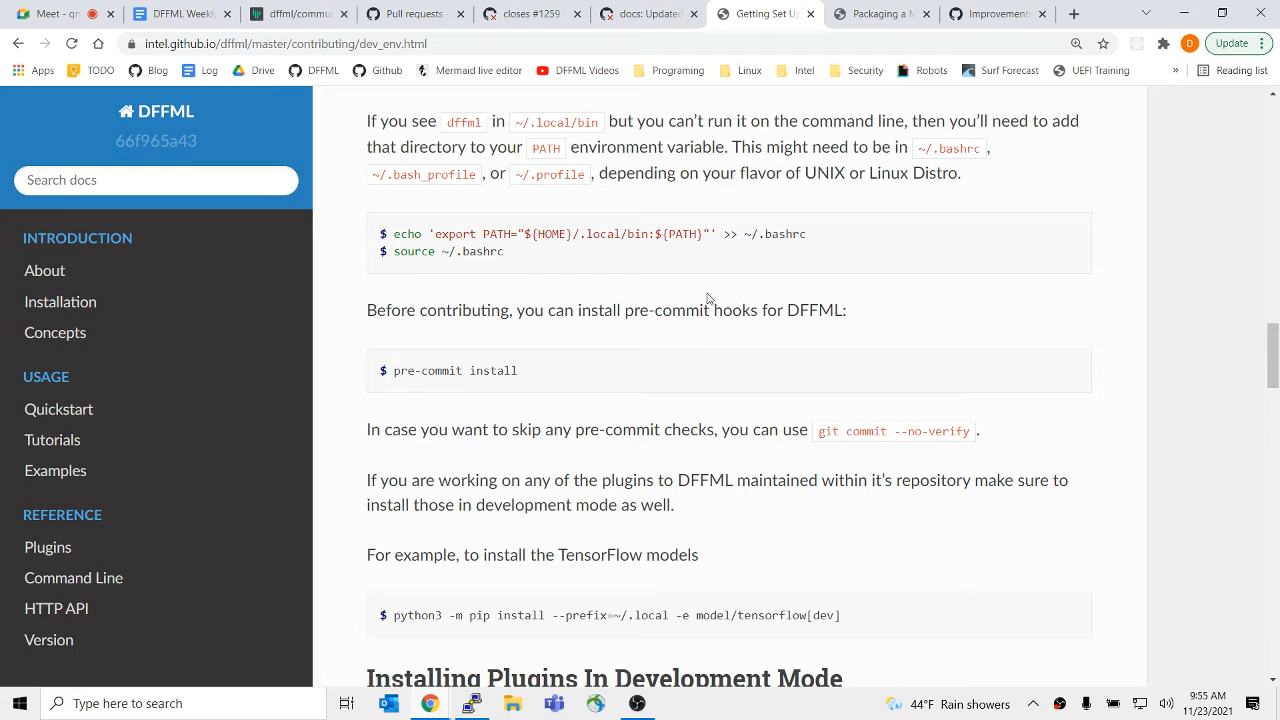 Meet - qry
DFFML Weekly
dffml/commu
Pull requests ·
closes #1259
docs: Updated
Getting Set Up
Packaging a M
Improvements
intel.github.io/dffml/master/contributing/dev_env.html
D
Update
Apps
TODO
Blog
Log
Drive
DFFML
Github
Mermaid live editor
DFFML Videos
Programing
Linux
Intel
Security
Robots
Surf Forecast
UEFI Training
»
Reading list
DFFML
66f965a43
Search docs
INTRODUCTION
About
Installation
Concepts
USAGE
Quickstart
Tutorials
Examples
REFERENCE
Plugins
Command Line
HTTP API
Version
If you see dffml in ~/.local/bin but you can't run it on the command line, then you'll need to add
that directory to your PATH environment variable. This might need to be in ~/.bashrc,
~/.bash_profile, or ~/.profile, depending on your flavor of UNIX or Linux Distro.
$ echo 'export PATH="${HOME}/.local/bin:${PATH}"' >> ~/.bashrc
$ source ~/.bashrc
Before contributing, you can install pre-commit hooks for DFFML:
$ pre-commit install
In case you want to skip any pre-commit checks, you can use git commit --no-verify.
If you are working on any of the plugins to DFFML maintained within it's repository make sure to
install those in development mode as well.
For example, to install the TensorFlow models
$ python3 -m pip install --prefix=~/.local -e model/tensorflow[dev]
Installing Plugins In Development Mode
Type here to search
44°F Rain showers
9:55 AM
11/23/2021